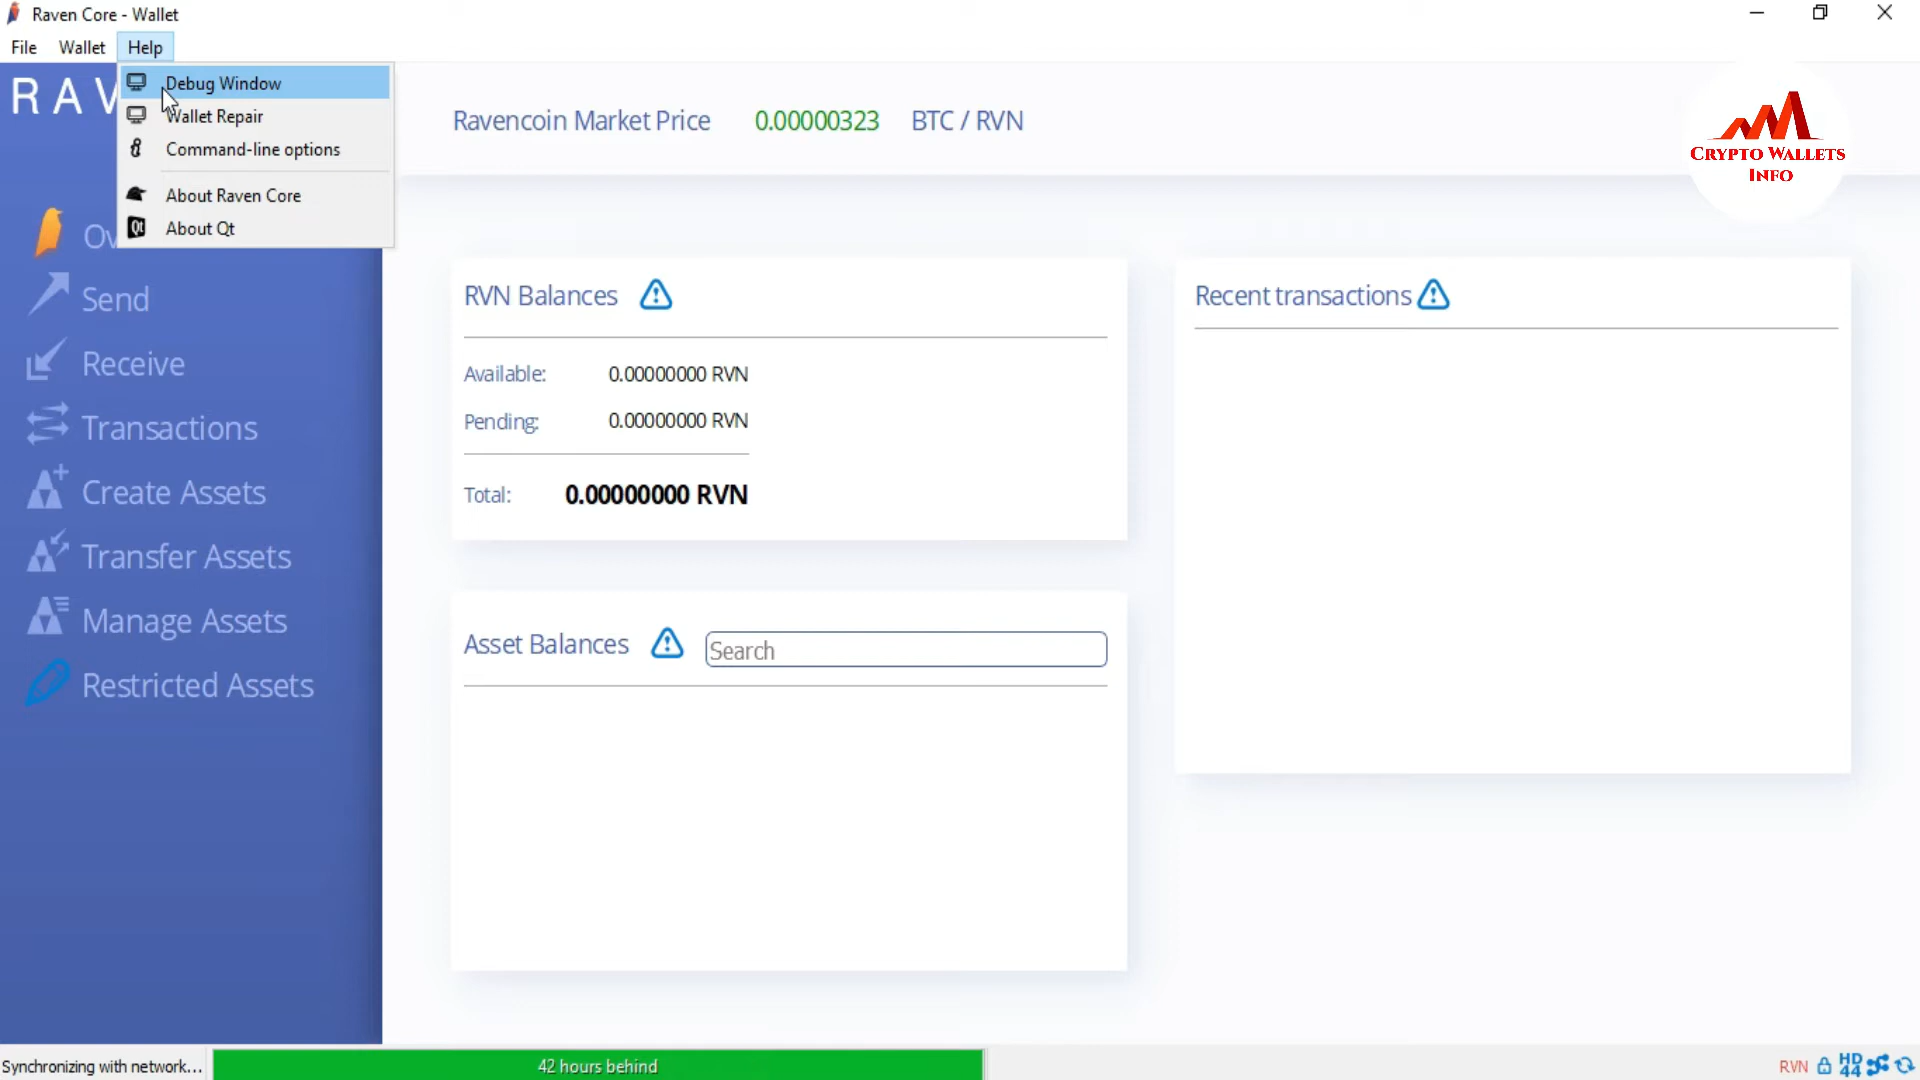 Raven Core - Wallet
File Wallet Help
RAV
Debug Window
Wallet Repair
Command-line options
About Raven Core
About Qt
Ravencoin Market Price 0.00000323 BTC / RVN
CRYPTO WALLETS
INFO
Ov
Send
Receive
Transactions
Create Assets
Transfer Assets
Manage Assets
Restricted Assets
RVN Balances
Available: 0.00000000 RVN
Pending: 0.00000000 RVN
Total: 0.00000000 RVN
Asset Balances Search
Recent transactions
Synchronizing with network... 42 hours behind RVN HD
44